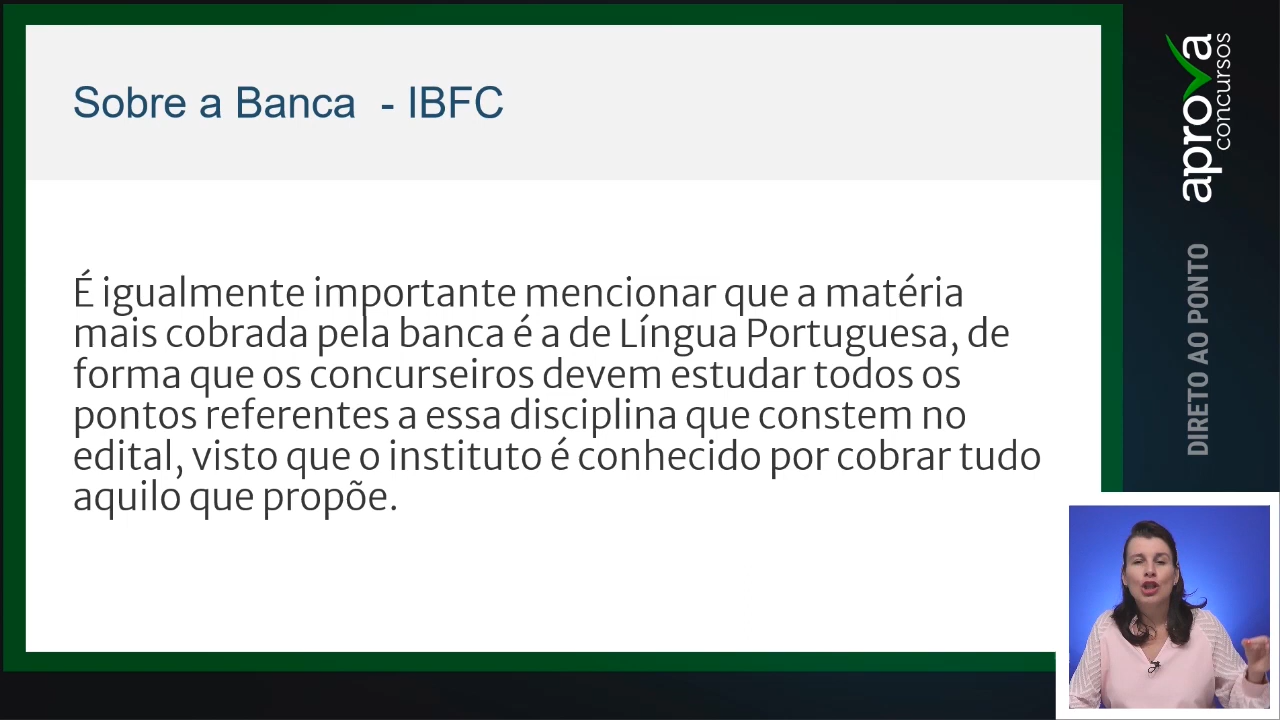 Sobre a Banca - IBFC
É igualmente importante mencionar que a matéria
mais cobrada pela banca é a de Língua Portuguesa, de
forma que os concurseiros devem estudar todos os
pontos referentes a essa disciplina que constem no
edital, visto que o instituto é conhecido por cobrar tudo
aquilo que propõe.
aprova
concursos
DIRETO AO PONTO